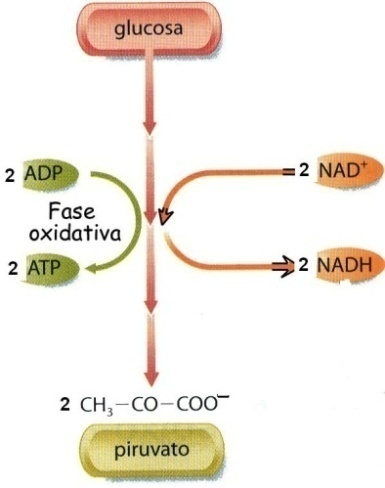 glucosa
2 ADP
2 NAD⁺
Fase
oxidativa
2 ATP
2 NADH
2 CH₃–CO–COO⁻
piruvato